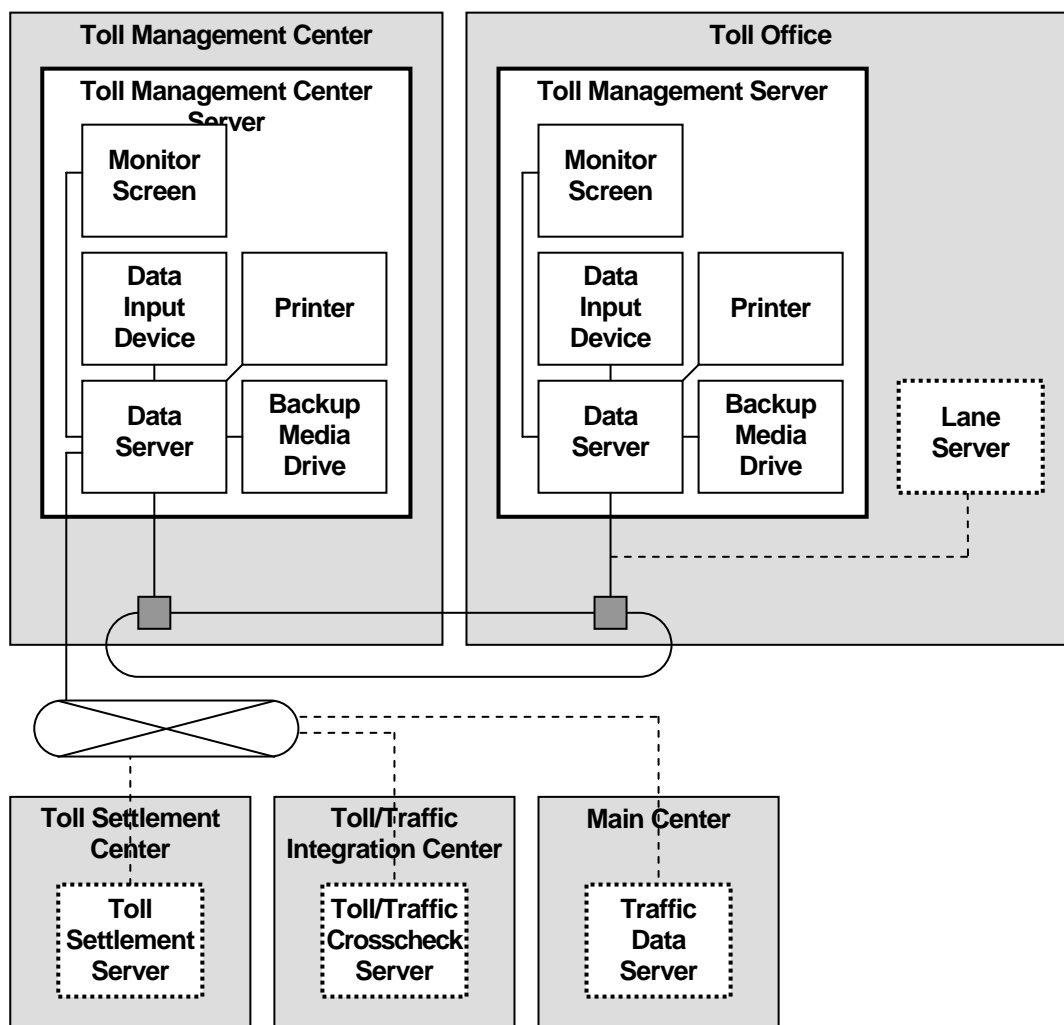 Toll Management Center
Toll Management Center
Server
Monitor
Screen
Data
Input
Device
Printer
Data
Server
Backup
Media
Drive
Toll Office
Toll Management Server
Monitor
Screen
Data
Input
Device
Printer
Data
Server
Backup
Media
Drive
Lane
Server
Toll Settlement
Center
Toll
Settlement
Server
Toll/Traffic
Integration Center
Toll/Traffic
Crosscheck
Server
Main Center
Traffic
Data
Server